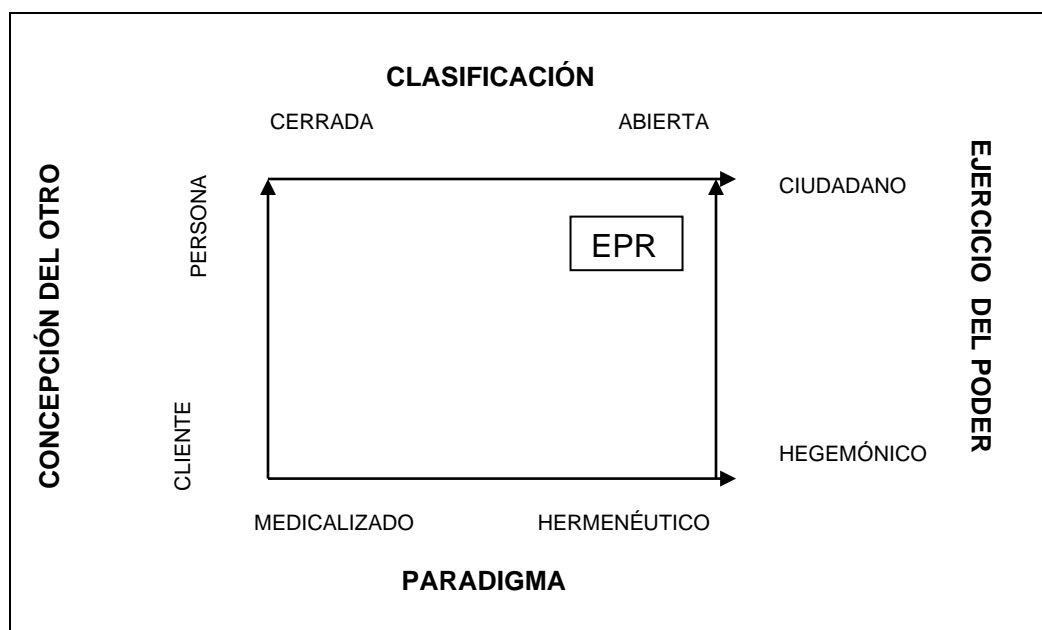 CLASIFICACIÓN
CERRADA
ABIERTA
CONCEPCIÓN DEL OTRO
PERSONA
CLIENTE
EPR
CIUDADANO
HEGEMÓNICO
EJERCICIO DEL PODER
MEDICALIZADO
HERMENÉUTICO
PARADIGMA